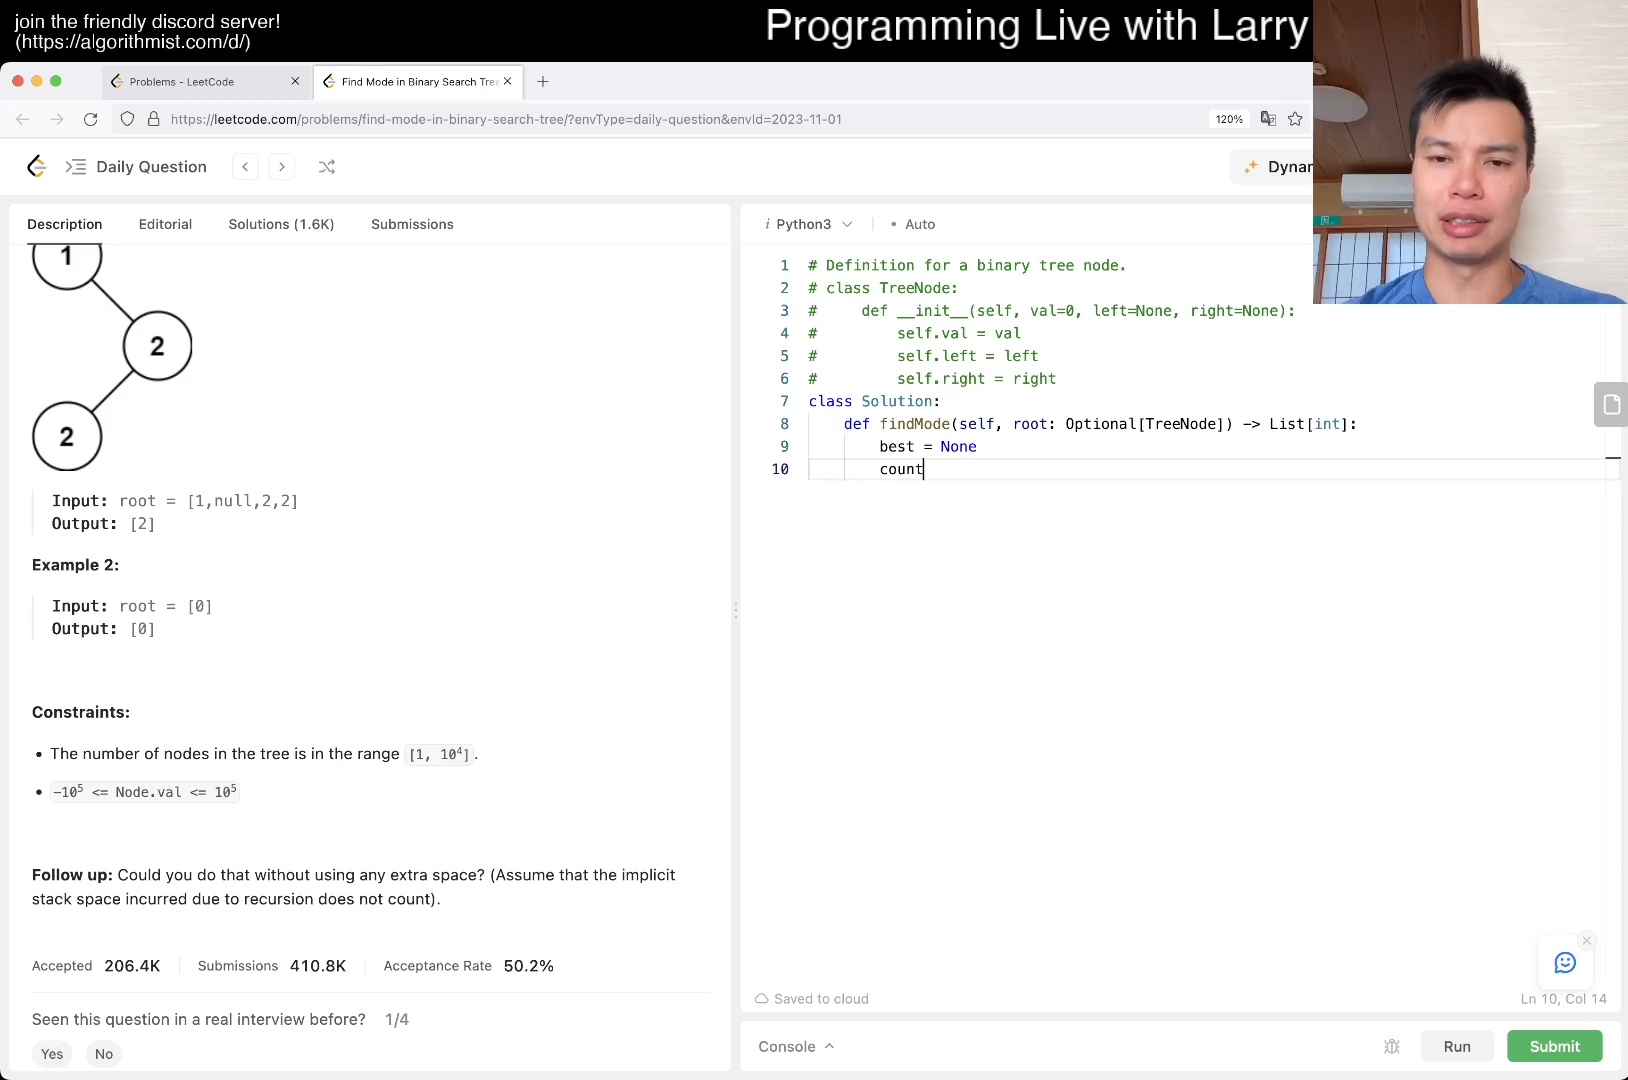 join the friendly discord server!
(https://algorithmist.com/d/)
Programming Live with Larry
Problems - LeetCode
Find Mode in Binary Search Tree
https://leetcode.com/problems/find-mode-in-binary-search-tree/?envType=daily-question&envId=2023-11-01
120%
Daily Question
Dynam
Description
Editorial
Solutions (1.6K)
Submissions
1
2
2
Input: root = [1,null,2,2]
Output: [2]
Example 2:
Input: root = [0]
Output: [0]
Constraints:
• The number of nodes in the tree is in the range [1, 10⁴].
• -10⁵ <= Node.val <= 10⁵
Follow up: Could you do that without using any extra space? (Assume that the implicit
stack space incurred due to recursion does not count).
Accepted 206.4K
Submissions 410.8K
Acceptance Rate 50.2%
Seen this question in a real interview before? 1/4
Yes
No
i Python3
• Auto
1 # Definition for a binary tree node.
2 # class TreeNode:
3 #     def __init__(self, val=0, left=None, right=None):
4 #         self.val = val
5 #         self.left = left
6 #         self.right = right
7 class Solution:
8     def findMode(self, root: Optional[TreeNode]) -> List[int]:
9         best = None
10         count
Saved to cloud
Ln 10, Col 14
Console
Run
Submit